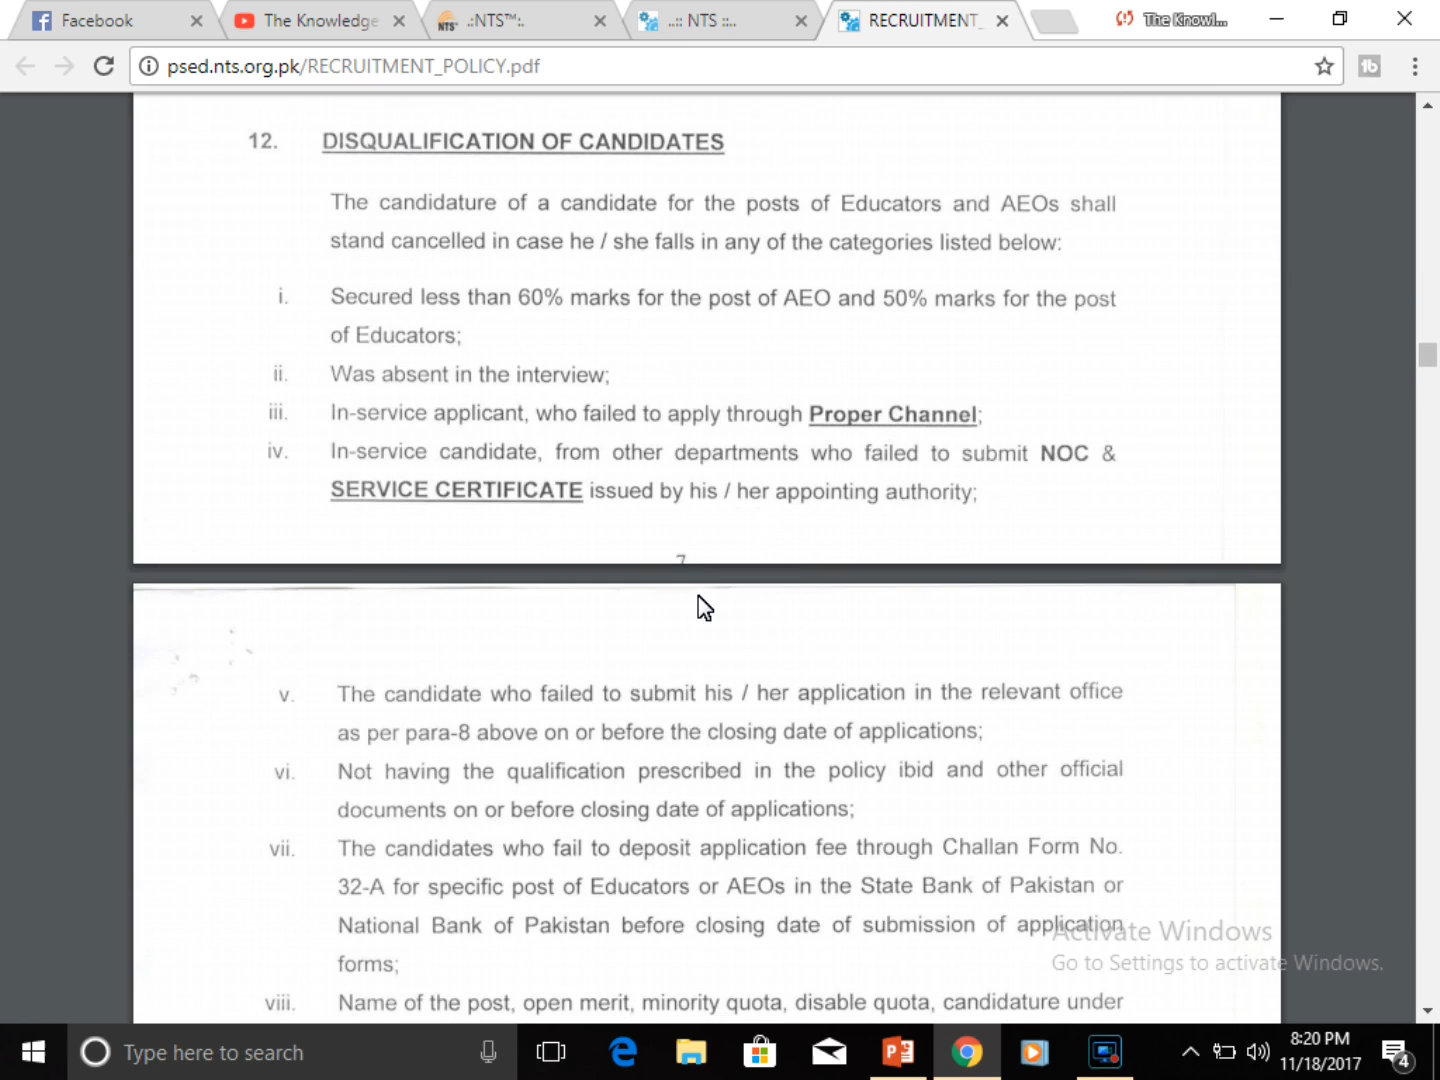 Facebook
The Knowledge
.:NTS™:.
..:: NTS ::..
RECRUITMENT_
The Knowl...
psed.nts.org.pk/RECRUITMENT_POLICY.pdf
12. DISQUALIFICATION OF CANDIDATES
The candidature of a candidate for the posts of Educators and AEOs shall
stand cancelled in case he / she falls in any of the categories listed below:
i. Secured less than 60% marks for the post of AEO and 50% marks for the post
of Educators;
ii. Was absent in the interview;
iii. In-service applicant, who failed to apply through Proper Channel;
iv. In-service candidate, from other departments who failed to submit NOC &
SERVICE CERTIFICATE issued by his / her appointing authority;
7
v. The candidate who failed to submit his / her application in the relevant office
as per para-8 above on or before the closing date of applications;
vi. Not having the qualification prescribed in the policy ibid and other official
documents on or before closing date of applications;
vii. The candidates who fail to deposit application fee through Challan Form No.
32-A for specific post of Educators or AEOs in the State Bank of Pakistan or
National Bank of Pakistan before closing date of submission of application
forms;
viii. Name of the post, open merit, minority quota, disable quota, candidature under
Activate Windows
Go to Settings to activate Windows.
Type here to search
8:20 PM
11/18/2017
4